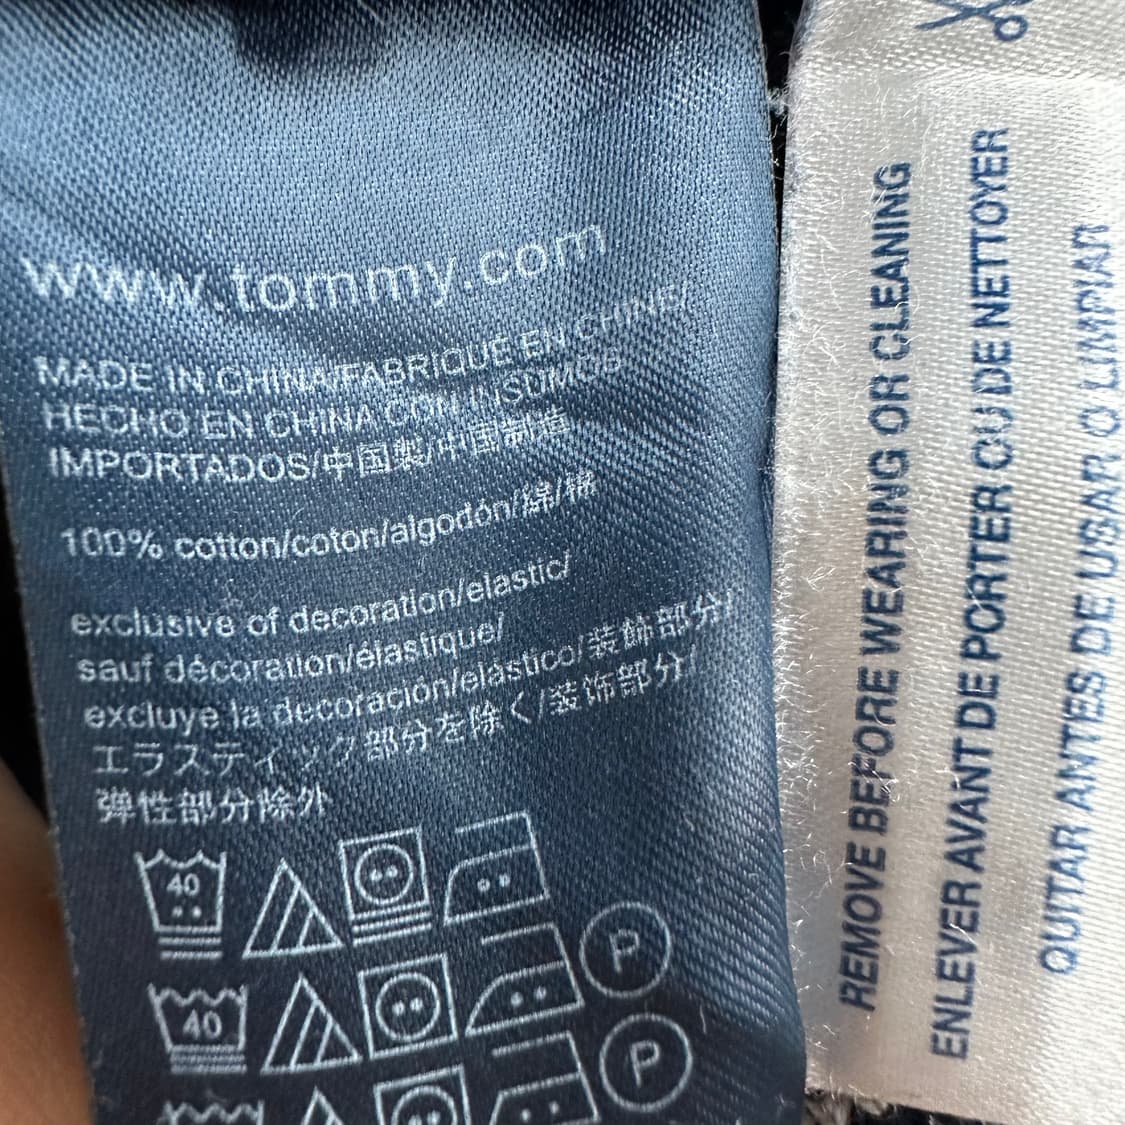 www.tommy.com
MADE IN CHINA/FABRIQUÉ EN CHINE/
HECHO EN CHINA CON INSUMOS
IMPORTADOS/中国製/中国制造
100% cotton/coton/algodón/綿/棉
exclusive of decoration/elastic/
sauf décoration/élastique/
excluye la decoración/elastico/装飾部分/
エラスティック部分を除く/装饰部分/
弹性部分除外
40
P
40
P
REMOVE BEFORE WEARING OR CLEANING
ENLEVER AVANT DE PORTER OU DE NETTOYER
QUITAR ANTES DE USAR O LIMPIAR